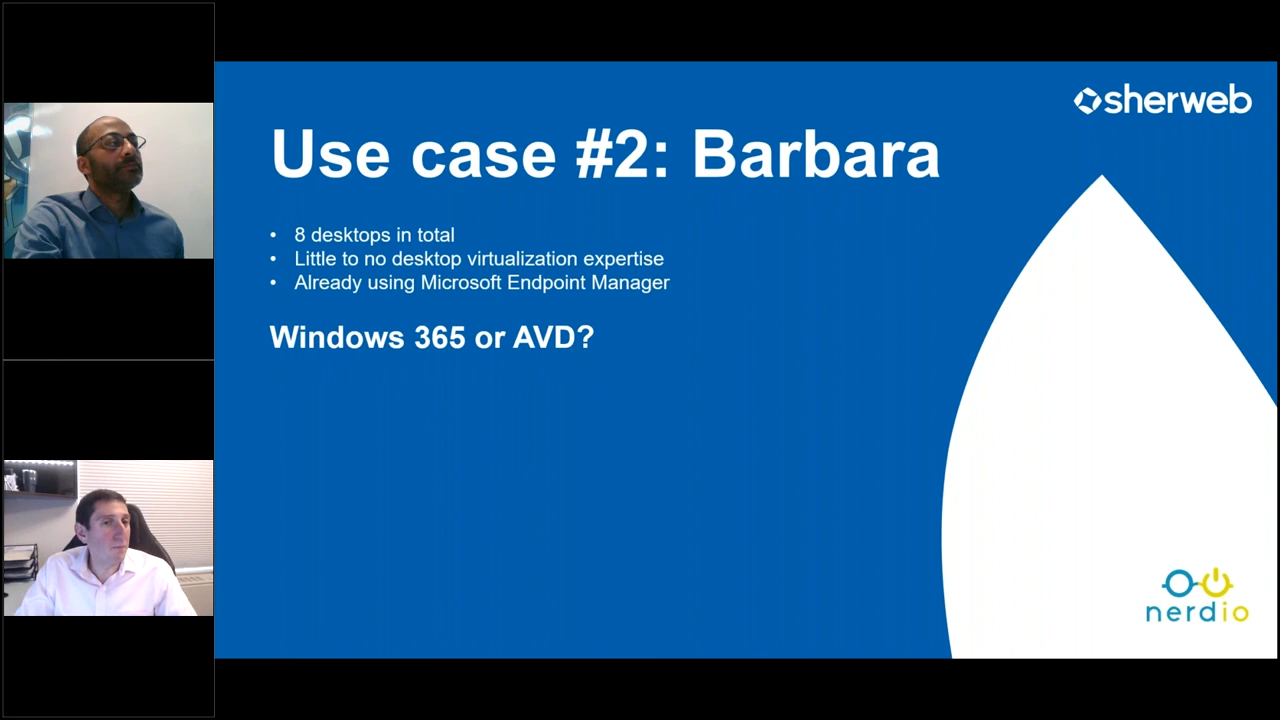 sherweb
Use case #2: Barbara
• 8 desktops in total
• Little to no desktop virtualization expertise
• Already using Microsoft Endpoint Manager
Windows 365 or AVD?
nerdio